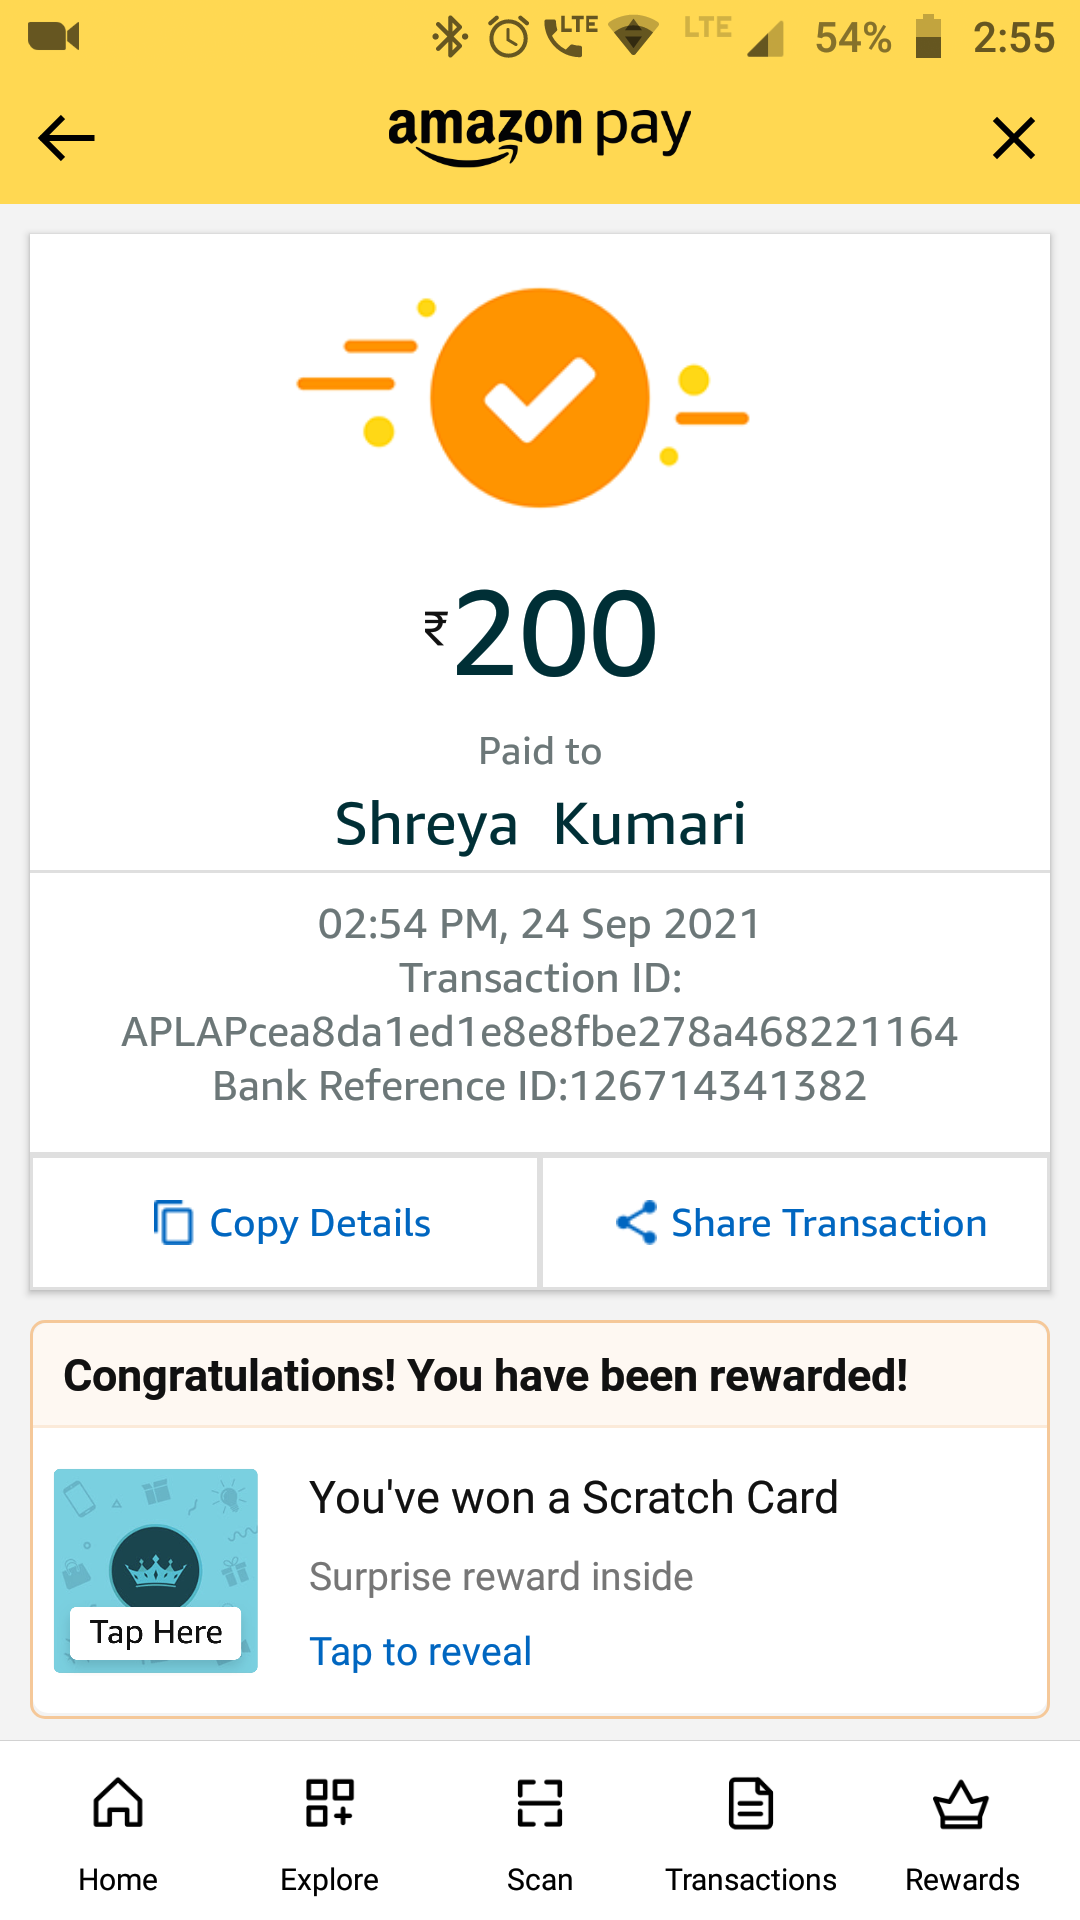 LTE LTE 54% 2:55
amazon pay
₹200
Paid to
Shreya Kumari
02:54 PM, 24 Sep 2021
Transaction ID:
APLAPcea8da1ed1e8e8fbe278a468221164
Bank Reference ID:126714341382
Copy Details Share Transaction
Congratulations! You have been rewarded!
You've won a Scratch Card
Surprise reward inside
Tap Here
Tap to reveal
Home Explore Scan Transactions Rewards